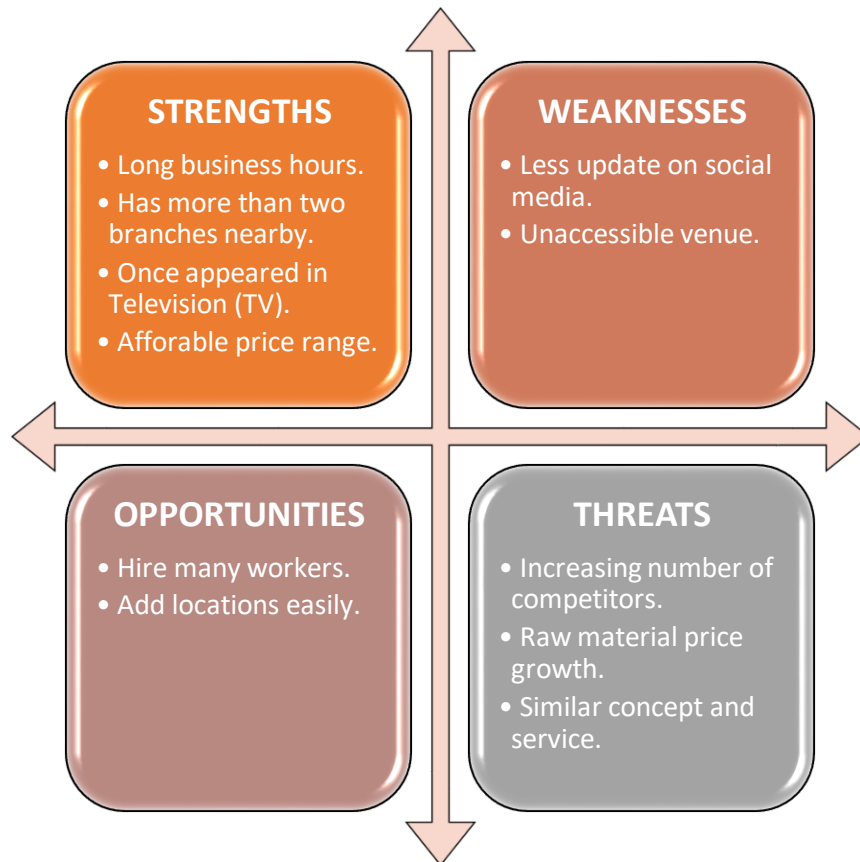 STRENGTHS
• Long business hours.
• Has more than two
branches nearby.
• Once appeared in
Television (TV).
• Afforable price range.
WEAKNESSES
• Less update on social
media.
• Unaccessible venue.
OPPORTUNITIES
• Hire many workers.
• Add locations easily.
THREATS
• Increasing number of
competitors.
• Raw material price
growth.
• Similar concept and
service.